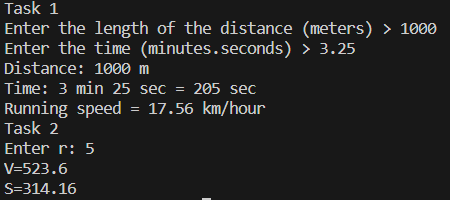 Task 1
Enter the length of the distance (meters) > 1000
Enter the time (minutes.seconds) > 3.25
Distance: 1000 m
Time: 3 min 25 sec = 205 sec
Running speed = 17.56 km/hour
Task 2
Enter r: 5
V=523.6
S=314.16